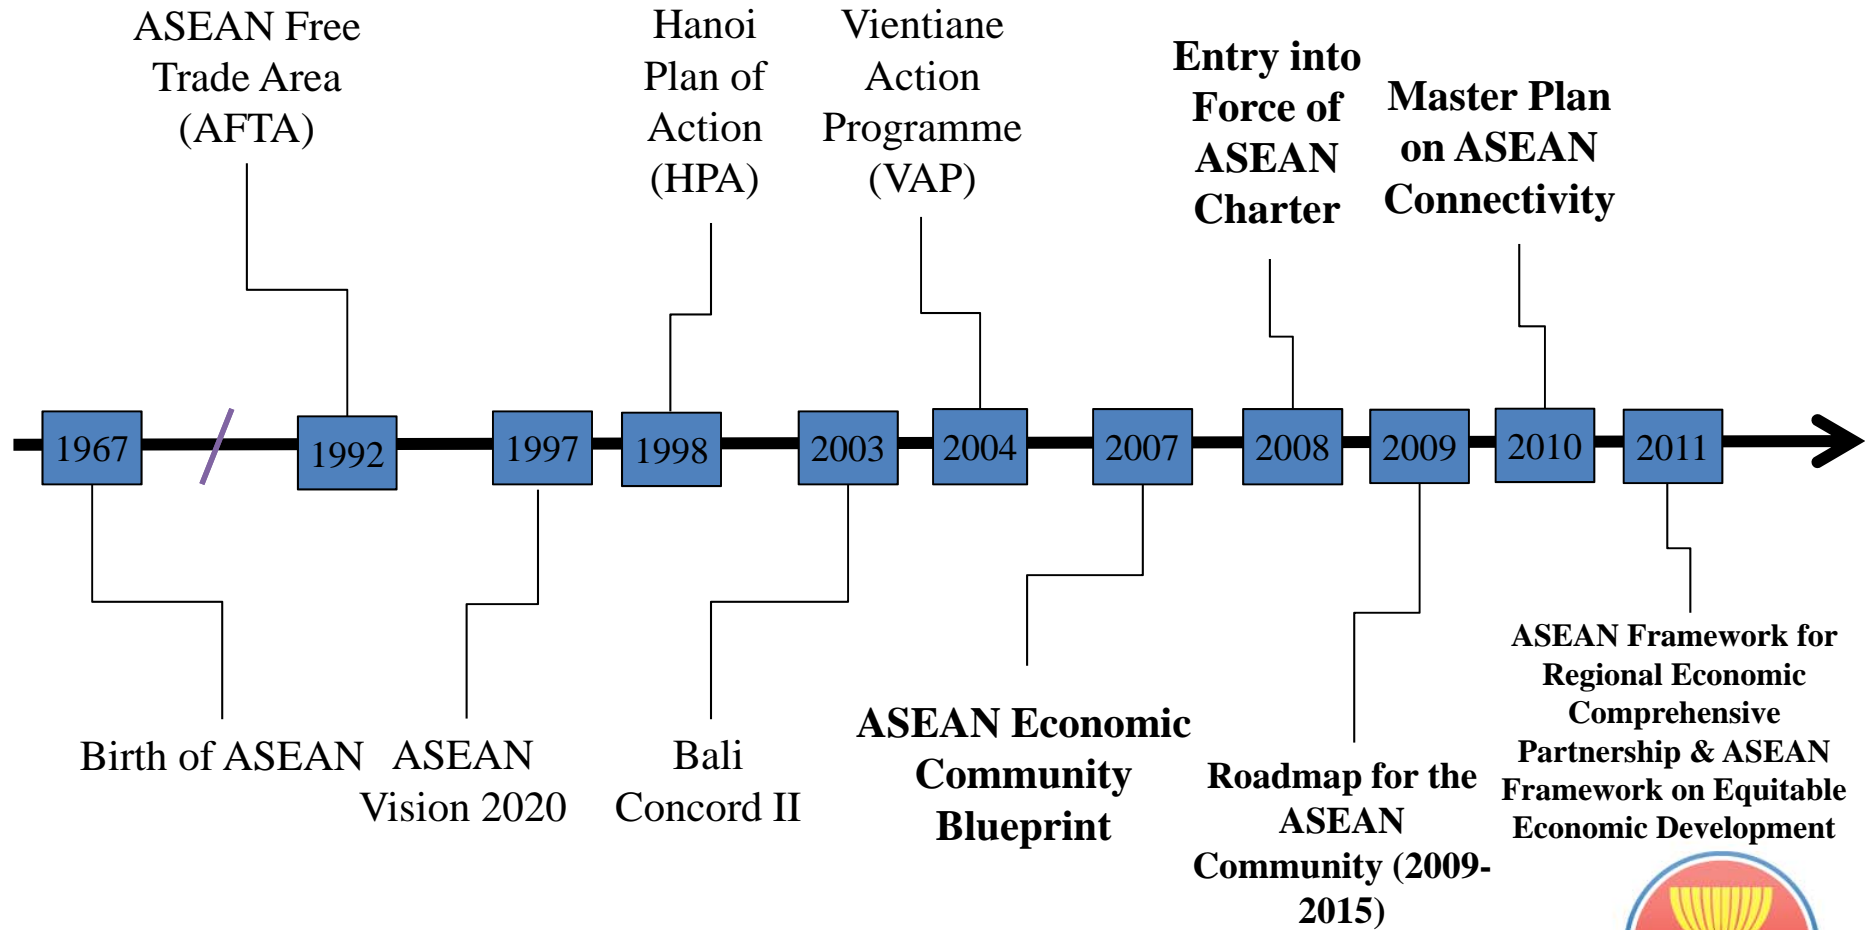 ASEAN Free
Trade Area
(AFTA)
Hanoi
Plan of
Action
(HPA)
Vientiane
Action
Programme
(VAP)
Entry into
Force of
ASEAN
Charter
Master Plan
on ASEAN
Connectivity
1967
1992
1997
1998
2003
2004
2007
2008
2009
2010
2011
Birth of ASEAN
ASEAN
Vision 2020
Bali
Concord II
ASEAN Economic
Community
Blueprint
Roadmap for the
ASEAN
Community (2009-
2015)
ASEAN Framework for
Regional Economic
Comprehensive
Partnership & ASEAN
Framework on Equitable
Economic Development